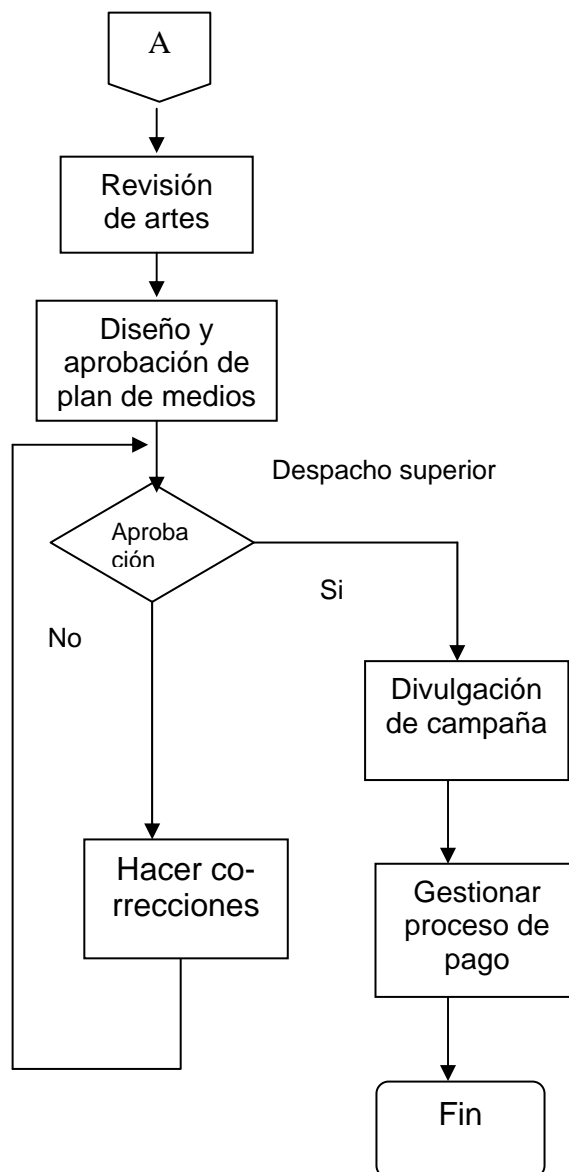 A
Revisión
de artes
Diseño y
aprobación de
plan de medios
Despacho superior
Aproba
ción
Si
No
Divulgación
de campaña
Hacer co-
rrecciones
Gestionar
proceso de
pago
Fin